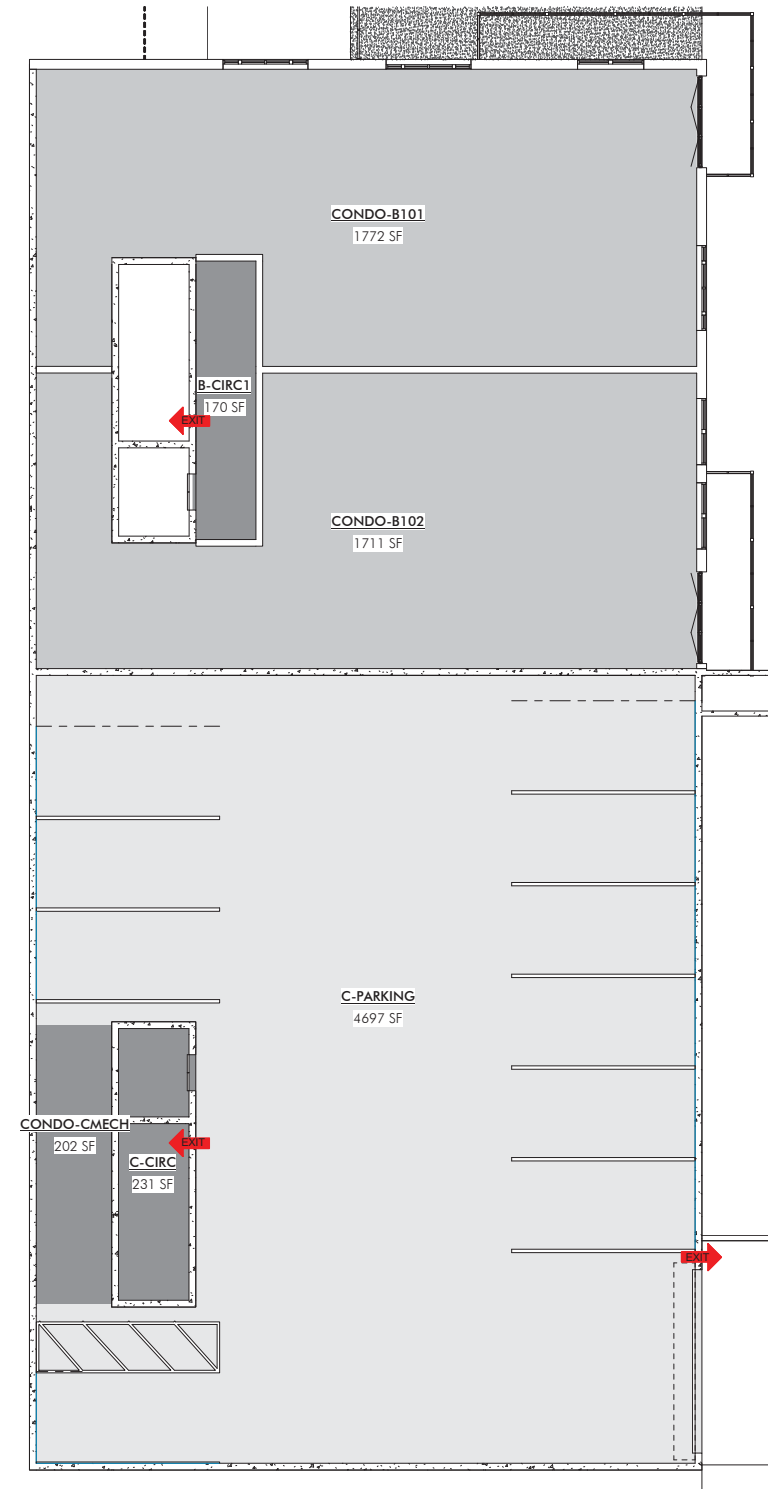 CONDO-B101
1772 SF
B-CIRC1
170 SF
EXIT
CONDO-B102
1711 SF
C-PARKING
4697 SF
CONDO-CMECH
202 SF
EXIT
C-CIRC
231 SF
EXIT